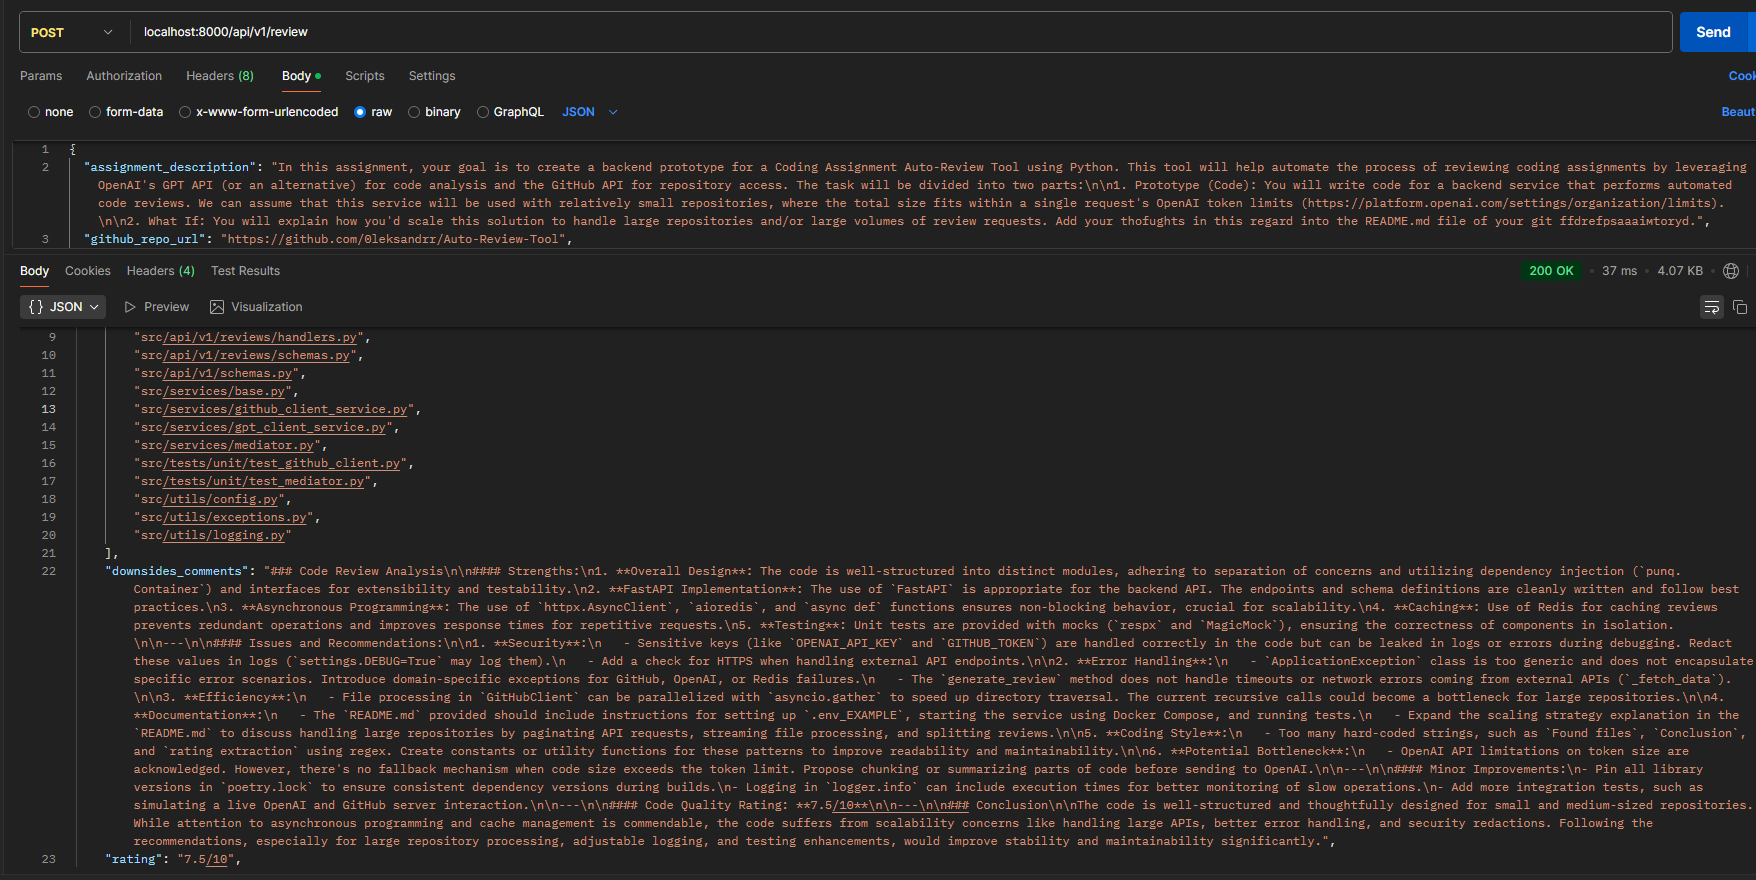 POST
localhost:8000/api/v1/review
Send
Params
Authorization
Headers (8)
Body
Scripts
Settings
Cook
none
form-data
x-www-form-urlencoded
raw
binary
GraphQL
JSON
Beaut
1 {
2 "assignment_description": "In this assignment, your goal is to create a backend prototype for a Coding Assignment Auto-Review Tool using Python. This tool will help automate the process of reviewing coding assignments by leveraging
OpenAI's GPT API (or an alternative) for code analysis and the GitHub API for repository access. The task will be divided into two parts:\n\n1. Prototype (Code): You will write code for a backend service that performs automated
code reviews. We can assume that this service will be used with relatively small repositories, where the total size fits within a single request's OpenAI token limits (https://platform.openai.com/settings/organization/limits).
\n\n2. What If: You will explain how you'd scale this solution to handle large repositories and/or large volumes of review requests. Add your thofughts in this regard into the README.md file of your git ffdrefpsaaaiмtoryd.",
3 "github_repo_url": "https://github.com/0leksandrr/Auto-Review-Tool",
Body
Cookies
Headers (4)
Test Results
200 OK
37 ms
4.07 KB
{} JSON
Preview
Visualization
9 "src/api/v1/reviews/handlers.py",
10 "src/api/v1/reviews/schemas.py",
11 "src/api/v1/schemas.py",
12 "src/services/base.py",
13 "src/services/github_client_service.py",
14 "src/services/gpt_client_service.py",
15 "src/services/mediator.py",
16 "src/tests/unit/test_github_client.py",
17 "src/tests/unit/test_mediator.py",
18 "src/utils/config.py",
19 "src/utils/exceptions.py",
20 "src/utils/logging.py"
21 ],
22 "downsides_comments": "### Code Review Analysis\n\n#### Strengths:\n1. **Overall Design**: The code is well-structured into distinct modules, adhering to separation of concerns and utilizing dependency injection (`punq.
Container`) and interfaces for extensibility and testability.\n2. **FastAPI Implementation**: The use of `FastAPI` is appropriate for the backend API. The endpoints and schema definitions are cleanly written and follow best
practices.\n3. **Asynchronous Programming**: The use of `httpx.AsyncClient`, `aioredis`, and `async def` functions ensures non-blocking behavior, crucial for scalability.\n4. **Caching**: Use of Redis for caching reviews
prevents redundant operations and improves response times for repetitive requests.\n5. **Testing**: Unit tests are provided with mocks (`respx` and `MagicMock`), ensuring the correctness of components in isolation.
\n\n---\n\n#### Issues and Recommendations:\n\n1. **Security**:\n   - Sensitive keys (like `OPENAI_API_KEY` and `GITHUB_TOKEN`) are handled correctly in the code but can be leaked in logs or errors during debugging. Redact
these values in logs (`settings.DEBUG=True` may log them).\n   - Add a check for HTTPS when handling external API endpoints.\n\n2. **Error Handling**:\n   - `ApplicationException` class is too generic and does not encapsulate
specific error scenarios. Introduce domain-specific exceptions for GitHub, OpenAI, or Redis failures.\n   - The `generate_review` method does not handle timeouts or network errors coming from external APIs (`_fetch_data`).
\n\n3. **Efficiency**:\n   - File processing in `GitHubClient` can be parallelized with `asyncio.gather` to speed up directory traversal. The current recursive calls could become a bottleneck for large repositories.\n\n4.
**Documentation**:\n   - The `README.md` provided should include instructions for setting up `.env_EXAMPLE`, starting the service using Docker Compose, and running tests.\n   - Expand the scaling strategy explanation in the
`README.md` to discuss handling large repositories by paginating API requests, streaming file processing, and splitting reviews.\n\n5. **Coding Style**:\n   - Too many hard-coded strings, such as `Found files`, `Conclusion`,
and `rating extraction` using regex. Create constants or utility functions for these patterns to improve readability and maintainability.\n\n6. **Potential Bottleneck**:\n   - OpenAI API limitations on token size are
acknowledged. However, there's no fallback mechanism when code size exceeds the token limit. Propose chunking or summarizing parts of code before sending to OpenAI.\n\n---\n\n#### Minor Improvements:\n- Pin all library
versions in `poetry.lock` to ensure consistent dependency versions during builds.\n- Logging in `logger.info` can include execution times for better monitoring of slow operations.\n- Add more integration tests, such as
simulating a live OpenAI and GitHub server interaction.\n\n---\n\n#### Code Quality Rating: **7.5/10**\n\n---\n\n### Conclusion\n\nThe code is well-structured and thoughtfully designed for small and medium-sized repositories.
While attention to asynchronous programming and cache management is commendable, the code suffers from scalability concerns like handling large APIs, better error handling, and security redactions. Following the
recommendations, especially for large repository processing, adjustable logging, and testing enhancements, would improve stability and maintainability significantly.",
23 "rating": "7.5/10",